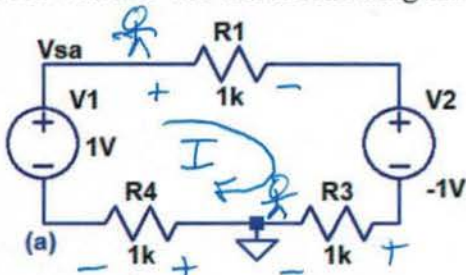 R1
Vsa
+ 1k -
V1 V2
+ +
1V I
- -
R4 R3 -1V
(a) 1k 1k
- + - +